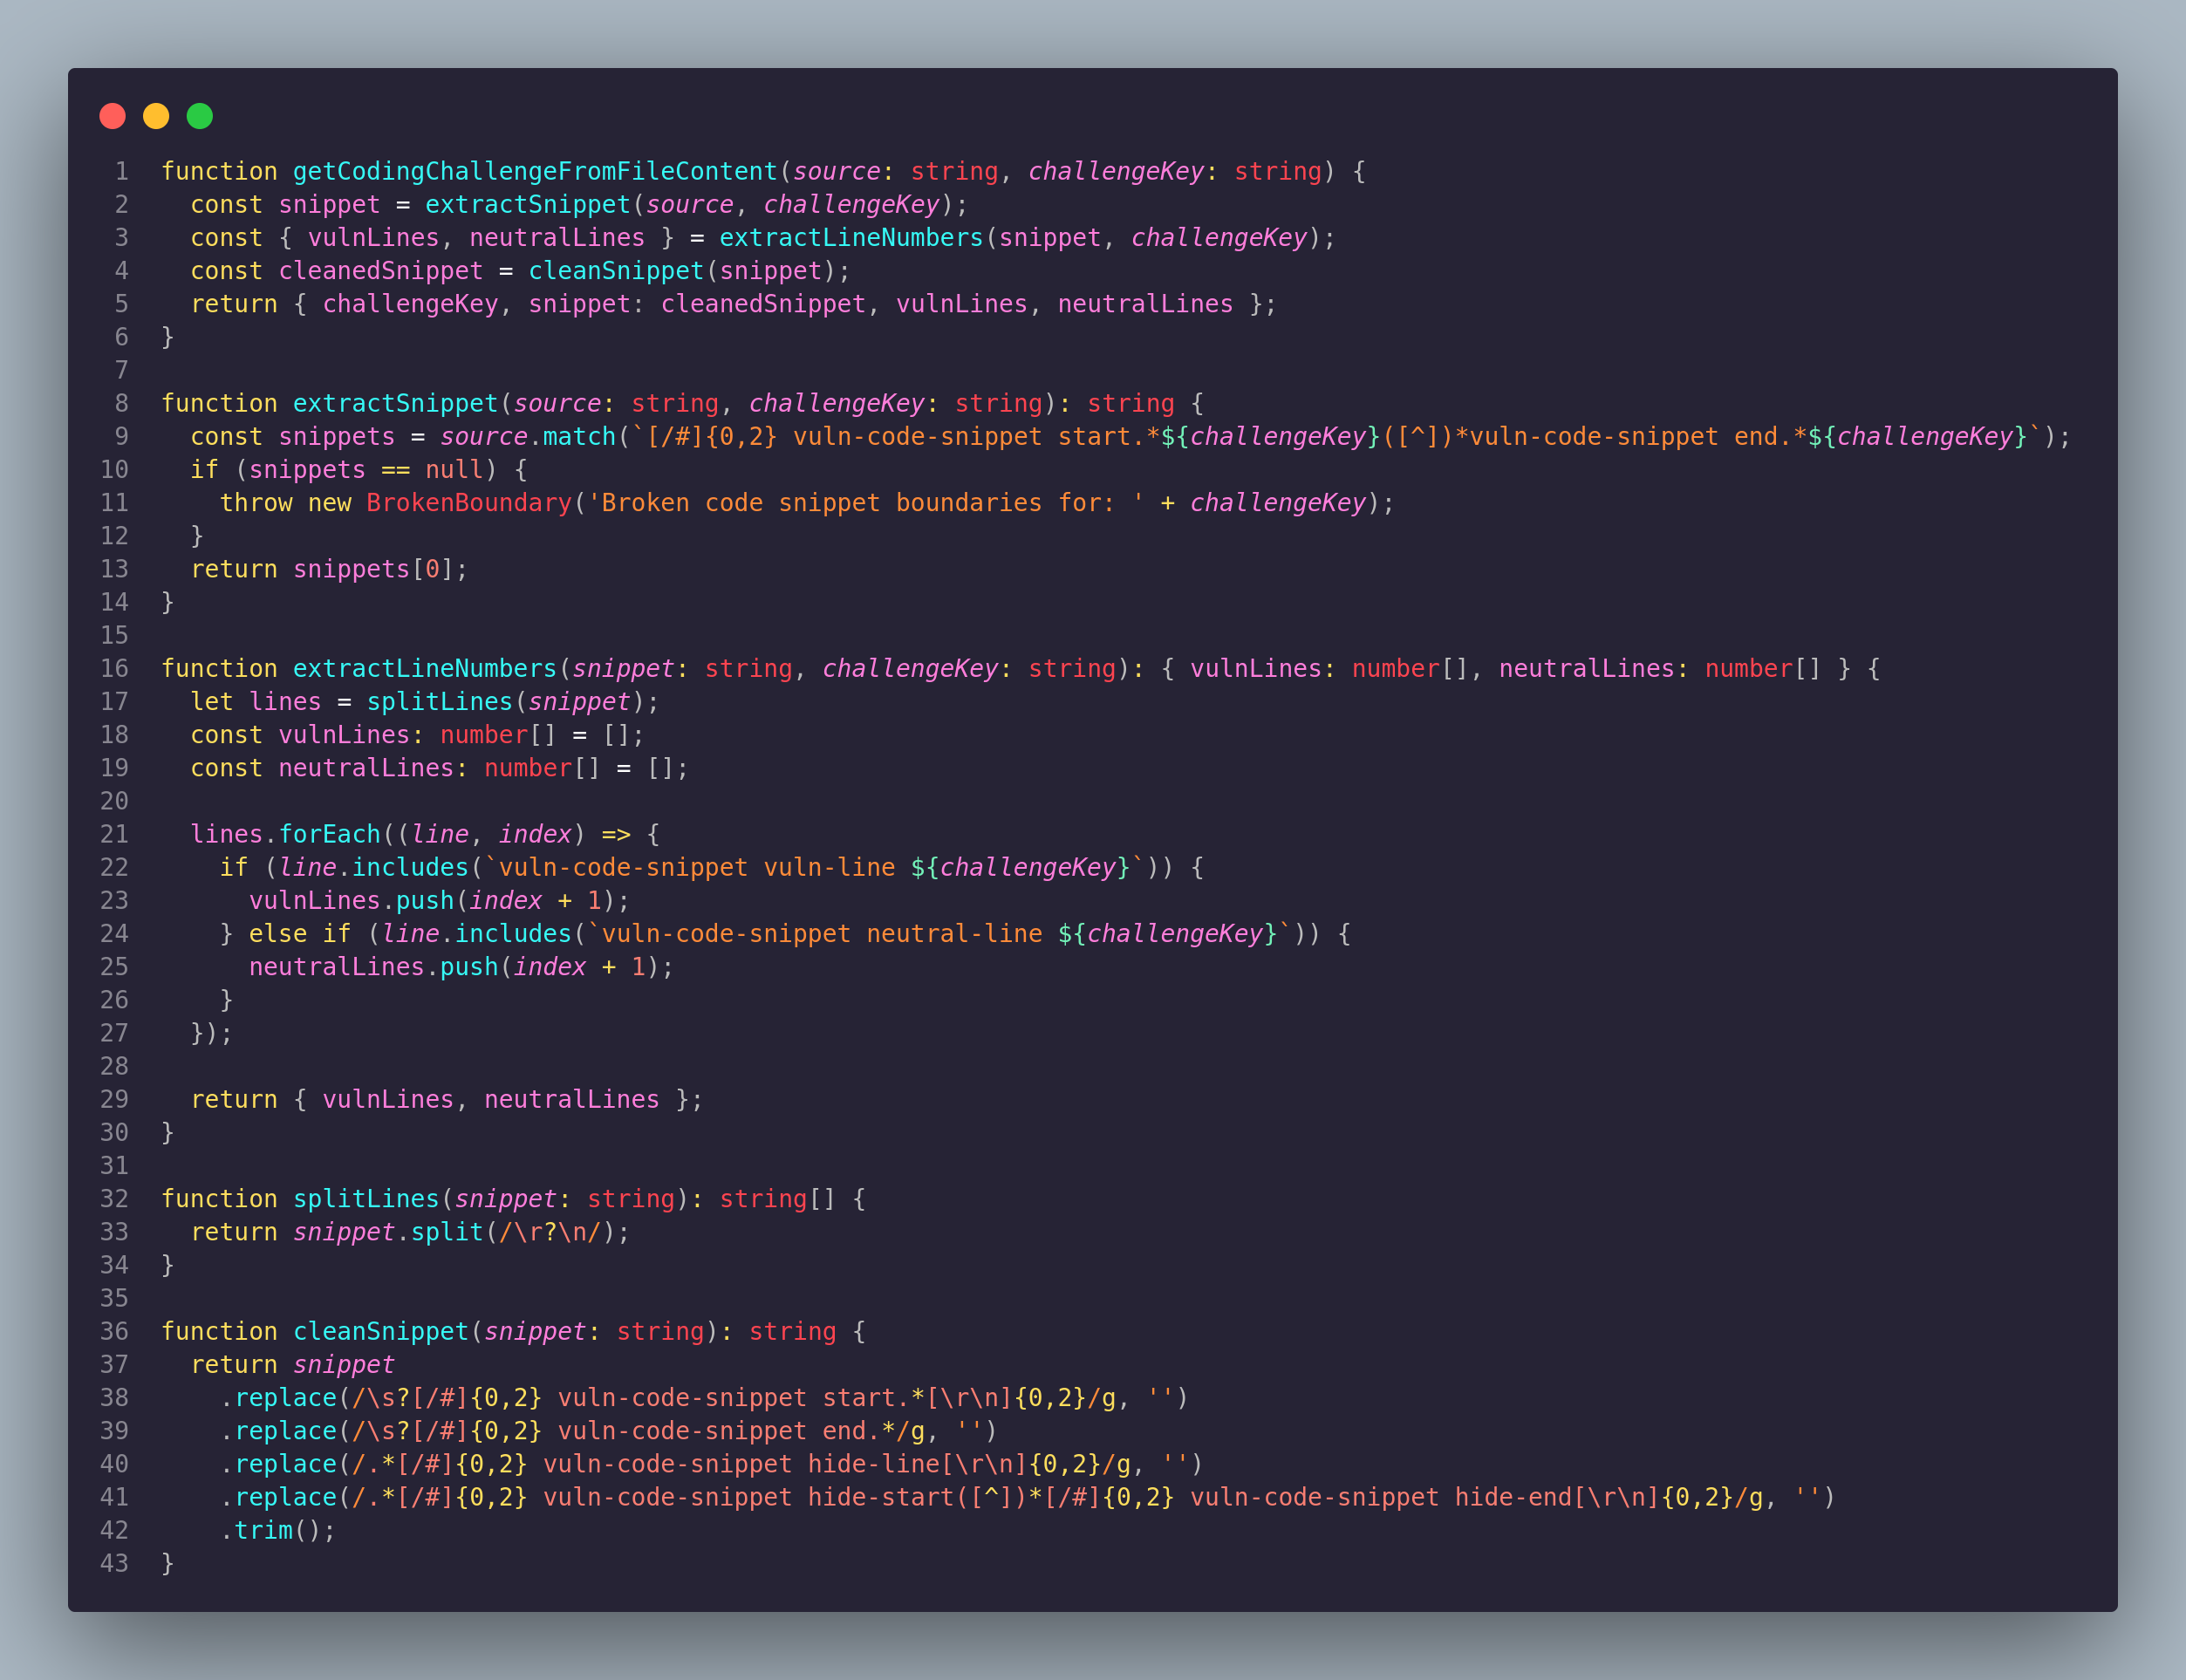 1 function getCodingChallengeFromFileContent(source: string, challengeKey: string) {
2   const snippet = extractSnippet(source, challengeKey);
3   const { vulnLines, neutralLines } = extractLineNumbers(snippet, challengeKey);
4   const cleanedSnippet = cleanSnippet(snippet);
5   return { challengeKey, snippet: cleanedSnippet, vulnLines, neutralLines };
6 }
7
8 function extractSnippet(source: string, challengeKey: string): string {
9   const snippets = source.match(`[/#]{0,2} vuln-code-snippet start.*${challengeKey}([^])*vuln-code-snippet end.*${challengeKey}`);
10   if (snippets == null) {
11     throw new BrokenBoundary('Broken code snippet boundaries for: ' + challengeKey);
12   }
13   return snippets[0];
14 }
15
16 function extractLineNumbers(snippet: string, challengeKey: string): { vulnLines: number[], neutralLines: number[] } {
17   let lines = splitLines(snippet);
18   const vulnLines: number[] = [];
19   const neutralLines: number[] = [];
20
21   lines.forEach((line, index) => {
22     if (line.includes(`vuln-code-snippet vuln-line ${challengeKey}`)) {
23       vulnLines.push(index + 1);
24     } else if (line.includes(`vuln-code-snippet neutral-line ${challengeKey}`)) {
25       neutralLines.push(index + 1);
26     }
27   });
28
29   return { vulnLines, neutralLines };
30 }
31
32 function splitLines(snippet: string): string[] {
33   return snippet.split(/\r?\n/);
34 }
35
36 function cleanSnippet(snippet: string): string {
37   return snippet
38     .replace(/\s?[/#]{0,2} vuln-code-snippet start.*[\r\n]{0,2}/g, '')
39     .replace(/\s?[/#]{0,2} vuln-code-snippet end.*/g, '')
40     .replace(/.*[/#]{0,2} vuln-code-snippet hide-line[\r\n]{0,2}/g, '')
41     .replace(/.*[/#]{0,2} vuln-code-snippet hide-start([^])*[/#]{0,2} vuln-code-snippet hide-end[\r\n]{0,2}/g, '')
42     .trim();
43 }